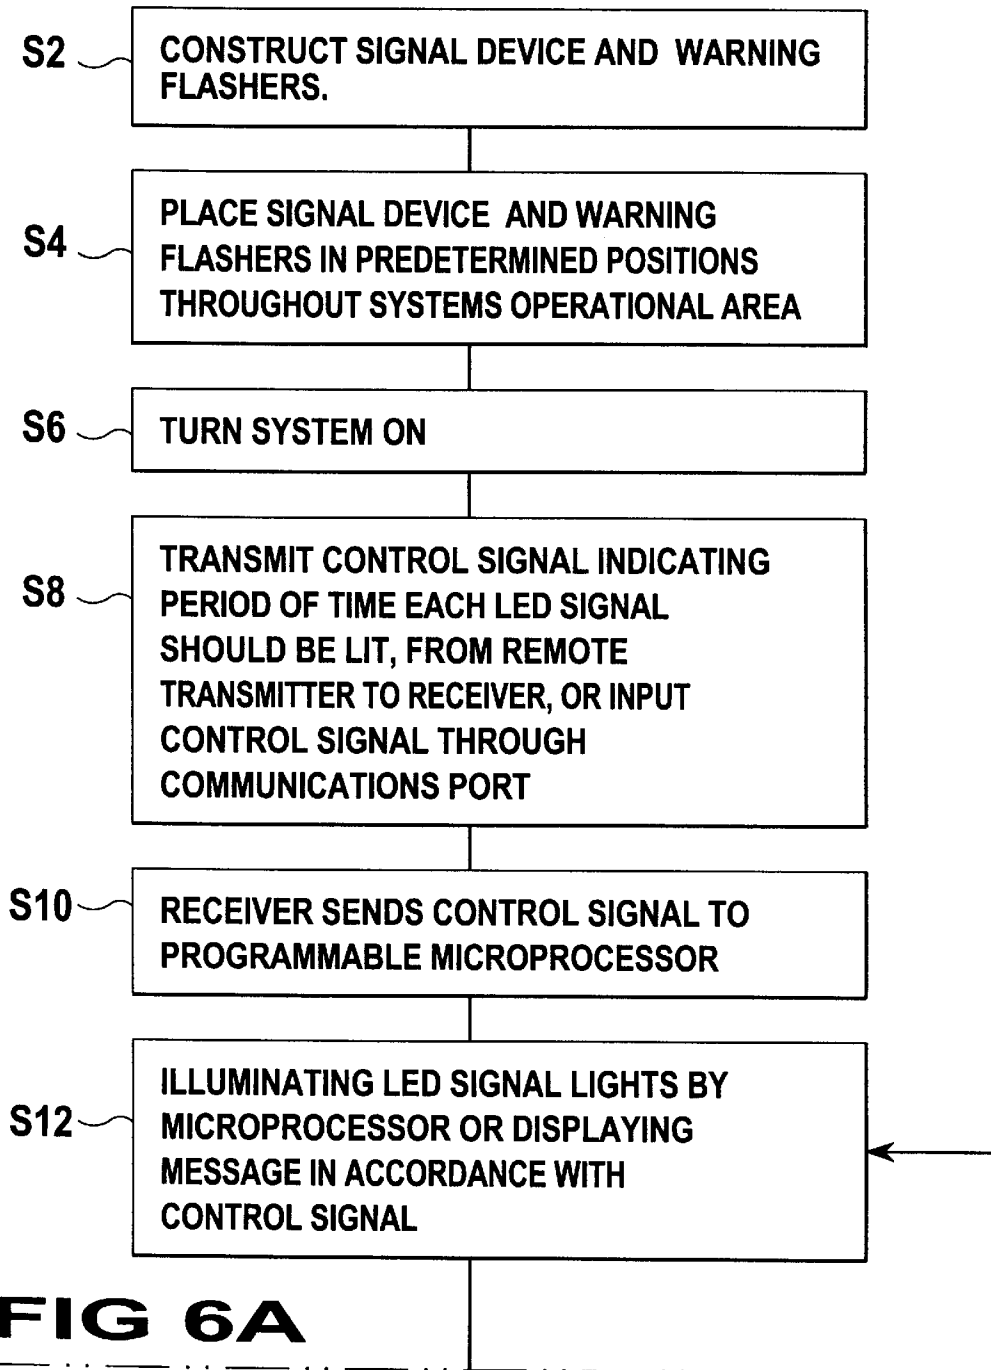 S2
CONSTRUCT SIGNAL DEVICE AND WARNING
FLASHERS.
S4
PLACE SIGNAL DEVICE AND WARNING
FLASHERS IN PREDETERMINED POSITIONS
THROUGHOUT SYSTEMS OPERATIONAL AREA
S6
TURN SYSTEM ON
S8
TRANSMIT CONTROL SIGNAL INDICATING
PERIOD OF TIME EACH LED SIGNAL
SHOULD BE LIT, FROM REMOTE
TRANSMITTER TO RECEIVER, OR INPUT
CONTROL SIGNAL THROUGH
COMMUNICATIONS PORT
S10
RECEIVER SENDS CONTROL SIGNAL TO
PROGRAMMABLE MICROPROCESSOR
S12
ILLUMINATING LED SIGNAL LIGHTS BY
MICROPROCESSOR OR DISPLAYING
MESSAGE IN ACCORDANCE WITH
CONTROL SIGNAL
FIG 6A